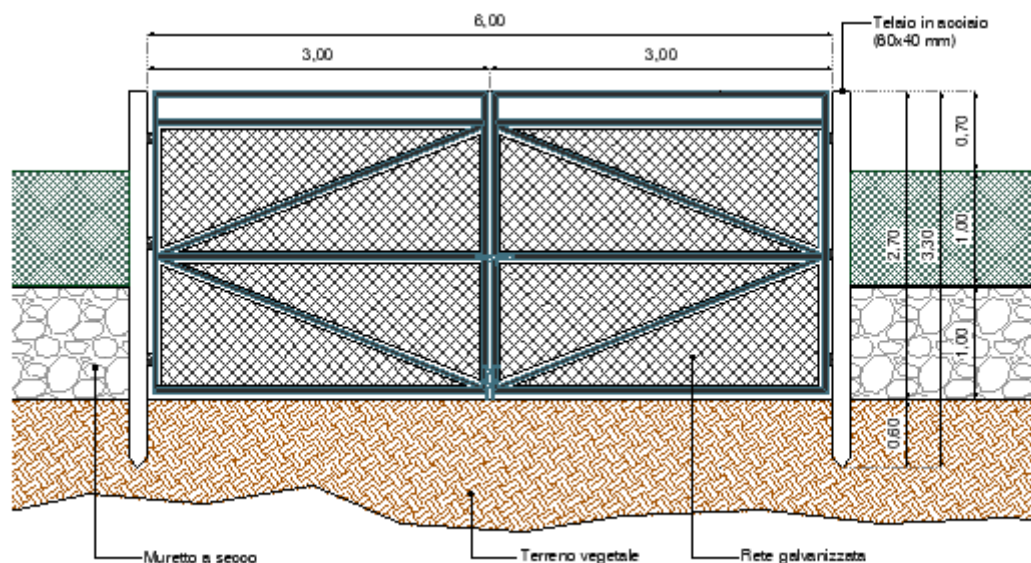 6,00
Telaio in acciaio
(60x40 mm)
3,00
3,00
0,70
1,00
2,70
3,30
1,00
0,60
Muretto a secco
Terreno vegetale
Rete galvanizzata